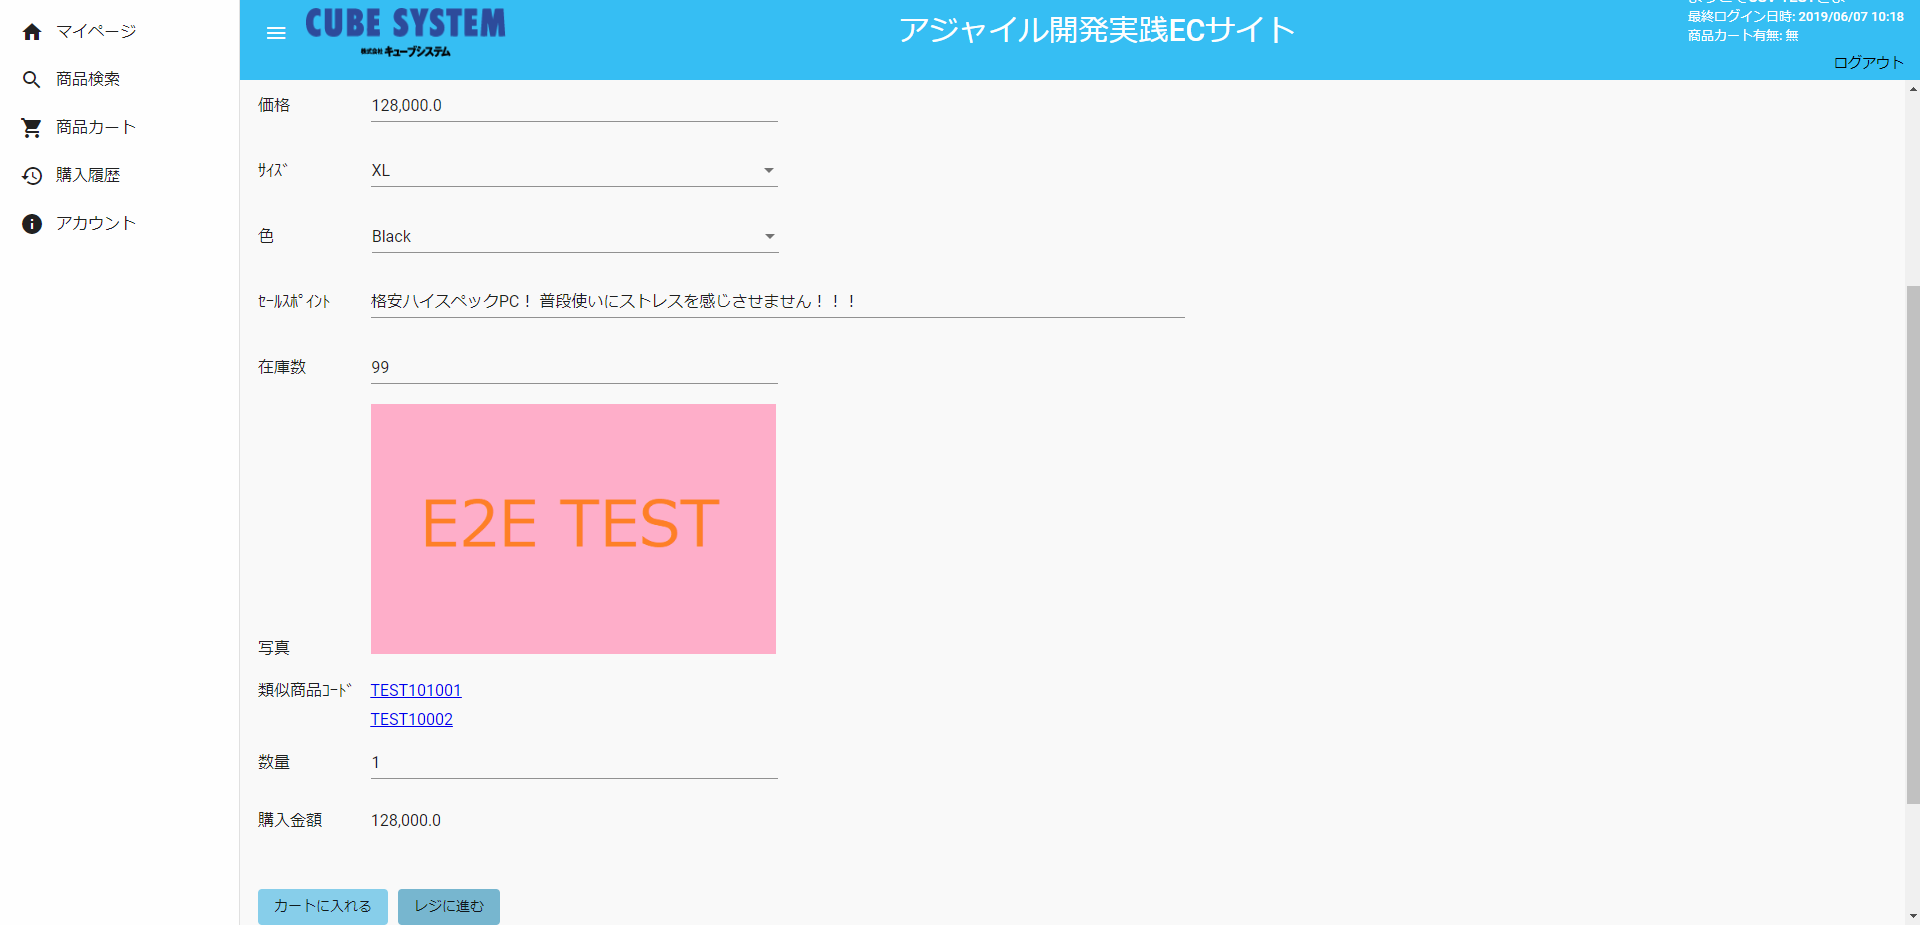 マイページ
商品検索
商品カート
購入履歴
アカウント
CUBE SYSTEM
株式会社 キューブシステム
アジャイル開発実践ECサイト
最終ログイン日時: 2019/06/07 10:18
商品カート有無: 無
ログアウト
価格 128,000.0
ｻｲｽﾞ XL
色 Black
ｾｰﾙｽﾎﾟｲﾝﾄ 格安ハイスペックPC！ 普段使いにストレスを感じさせません！！！
在庫数 99
E2E TEST
写真
類似商品ｺｰﾄﾞ TEST101001
TEST10002
数量 1
購入金額 128,000.0
カートに入れる レジに進む